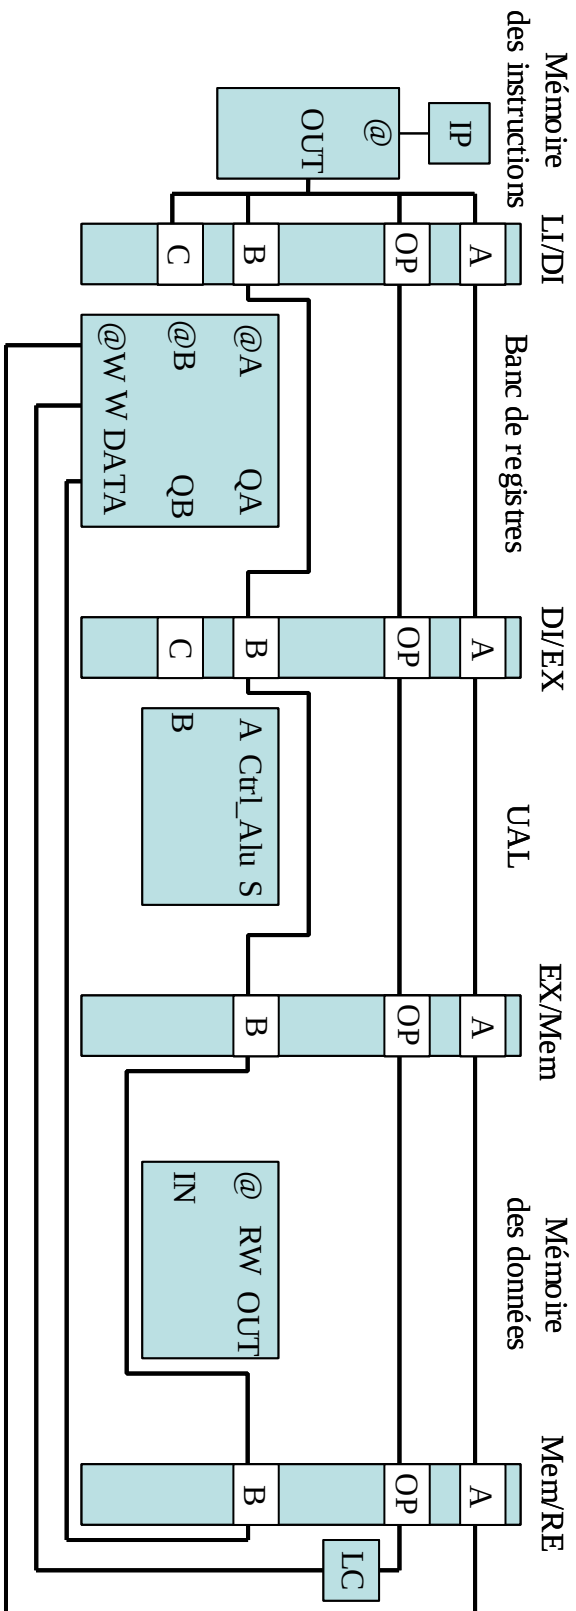 Mémoire
des instructions
LI/DI
Banc de registres
DI/EX
UAL
EX/Mem
Mémoire
des données
Mem/RE
IP
@
OUT
A
OP
B
C
@A
QA
@B
QB
@W W DATA
A
OP
B
C
A Ctrl_Alu S
B
A
OP
B
@ RW OUT
IN
A
OP
B
LC